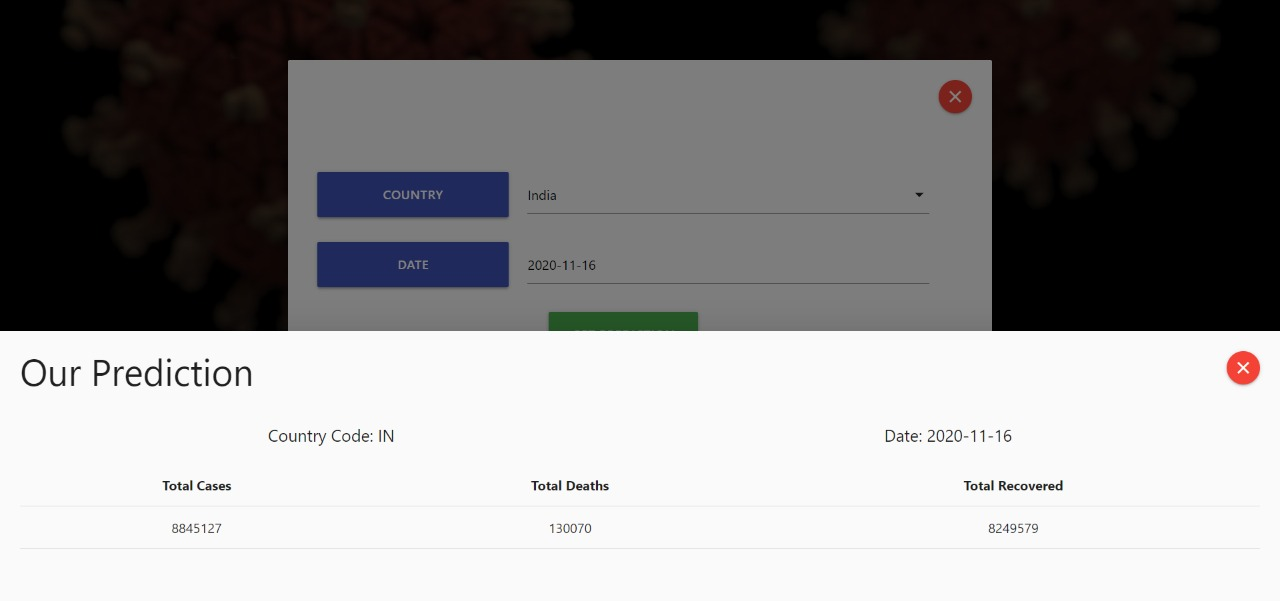 COUNTRY India
DATE 2020-11-16
Our Prediction
Country Code: IN Date: 2020-11-16
Total Cases Total Deaths Total Recovered
8845127 130070 8249579